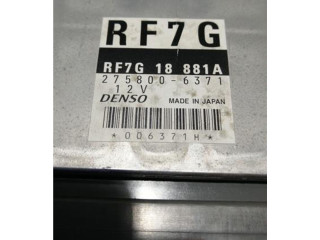 RF7G
RF7G 18 881A
275800-6371
12V
DENSO MADE IN JAPAN
*006371H*